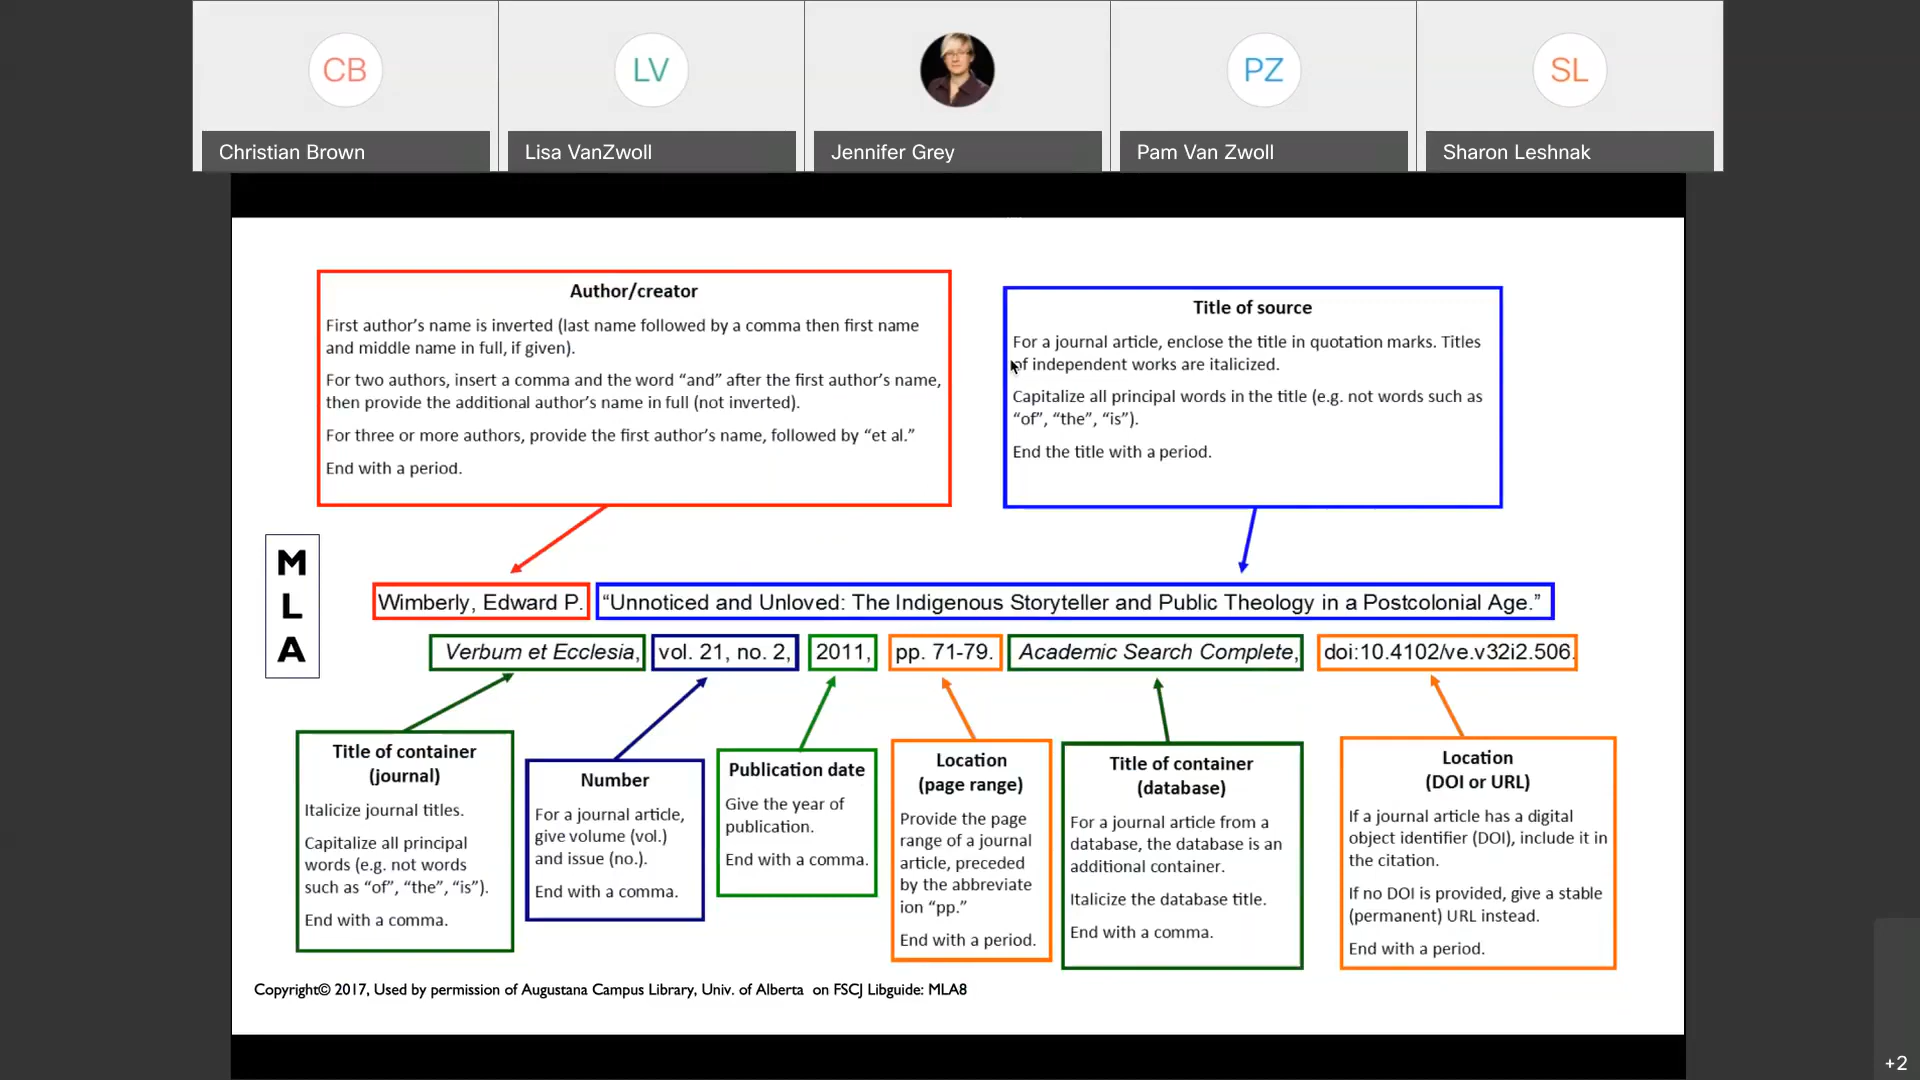 CB
LV
PZ
SL
Christian Brown
Lisa VanZwoll
Jennifer Grey
Pam Van Zwoll
Sharon Leshnak
Author/creator
First author’s name is inverted (last name followed by a comma then first name
and middle name in full, if given).
For two authors, insert a comma and the word “and” after the first author’s name,
then provide the additional author’s name in full (not inverted).
For three or more authors, provide the first author’s name, followed by “et al.”
End with a period.
Title of source
For a journal article, enclose the title in quotation marks. Titles
of independent works are italicized.
Capitalize all principal words in the title (e.g. not words such as
“of”, “the”, “is”).
End the title with a period.
M
L
A
Wimberly, Edward P. “Unnoticed and Unloved: The Indigenous Storyteller and Public Theology in a Postcolonial Age.”
Verbum et Ecclesia, vol. 21, no. 2, 2011, pp. 71-79. Academic Search Complete, doi:10.4102/ve.v32i2.506.
Title of container
(journal)
Italicize journal titles.
Capitalize all principal
words (e.g. not words
such as “of”, “the”, “is”).
End with a comma.
Number
For a journal article,
give volume (vol.)
and issue (no.).
End with a comma.
Publication date
Give the year of
publication.
End with a comma.
Location
(page range)
Provide the page
range of a journal
article, preceded
by the abbreviate
ion “pp.”
End with a period.
Title of container
(database)
For a journal article from a
database, the database is an
additional container.
Italicize the database title.
End with a comma.
Location
(DOI or URL)
If a journal article has a digital
object identifier (DOI), include it in
the citation.
If no DOI is provided, give a stable
(permanent) URL instead.
End with a period.
Copyright© 2017, Used by permission of Augustana Campus Library, Univ. of Alberta on FSCJ Libguide: MLA8
+2